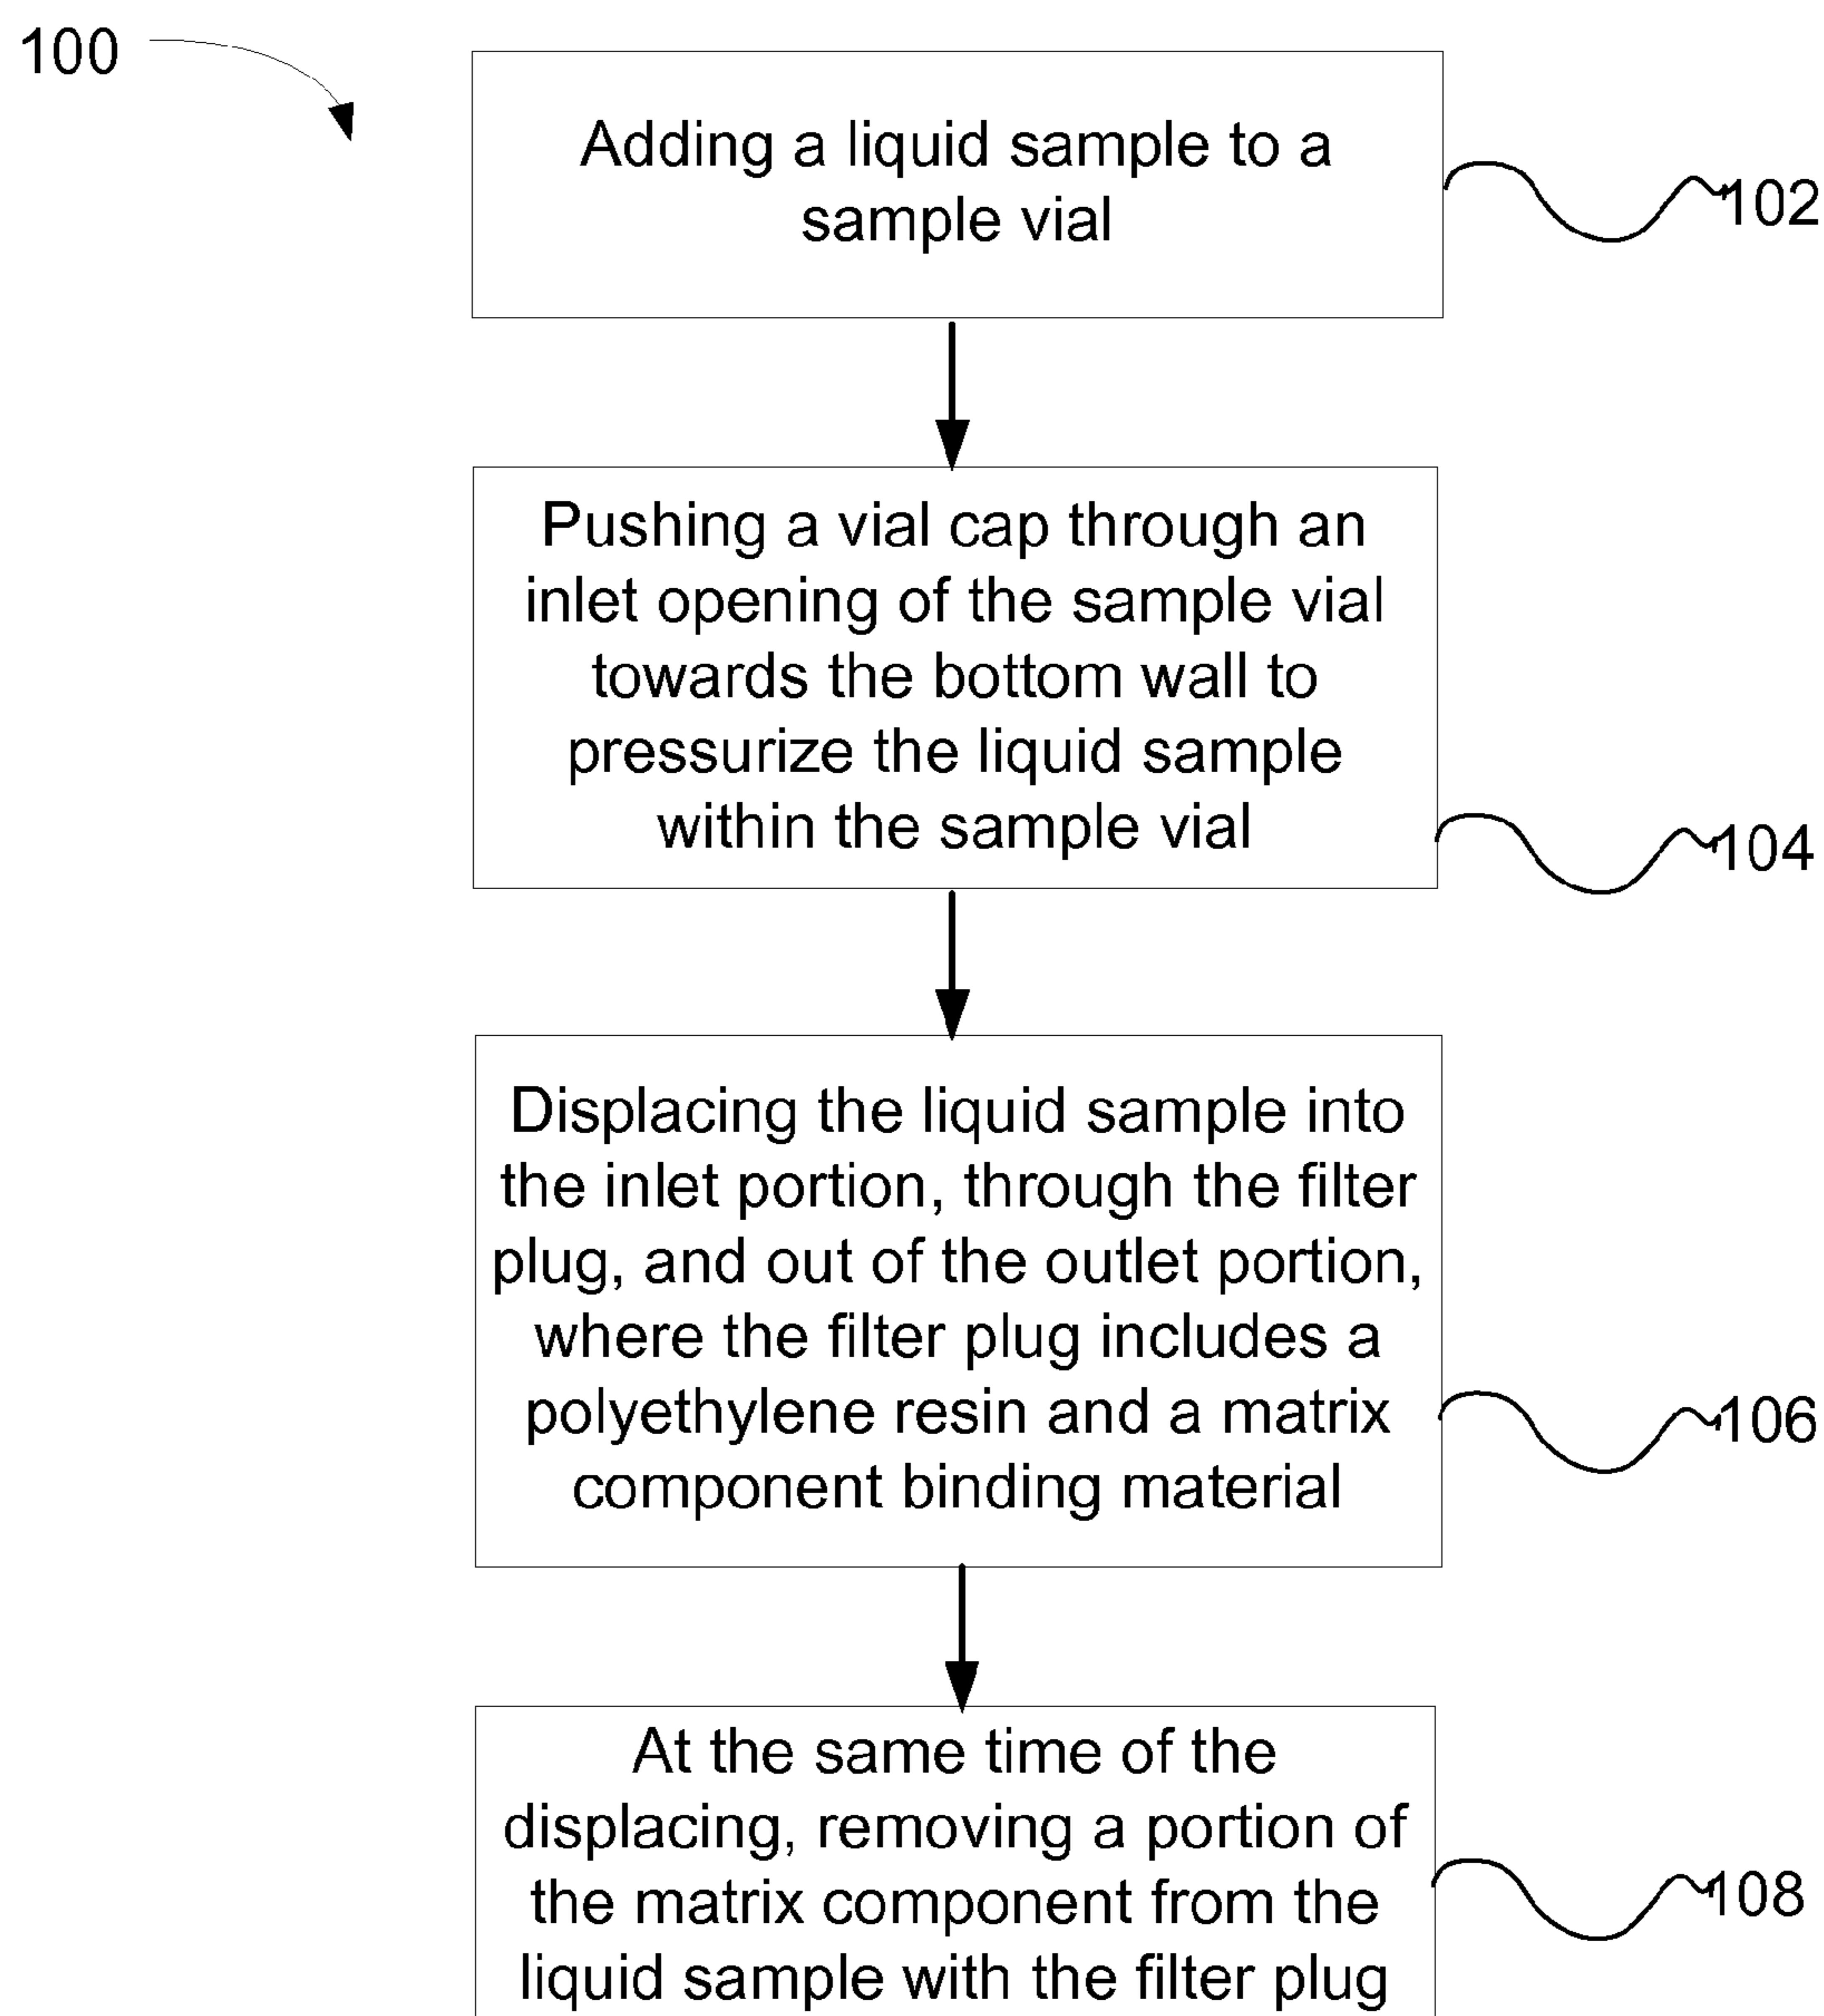 100
Adding a liquid sample to a
sample vial
102
Pushing a vial cap through an
inlet opening of the sample vial
towards the bottom wall to
pressurize the liquid sample
within the sample vial
104
Displacing the liquid sample into
the inlet portion, through the filter
plug, and out of the outlet portion,
where the filter plug includes a
polyethylene resin and a matrix
component binding material
106
At the same time of the
displacing, removing a portion of
the matrix component from the
liquid sample with the filter plug
108